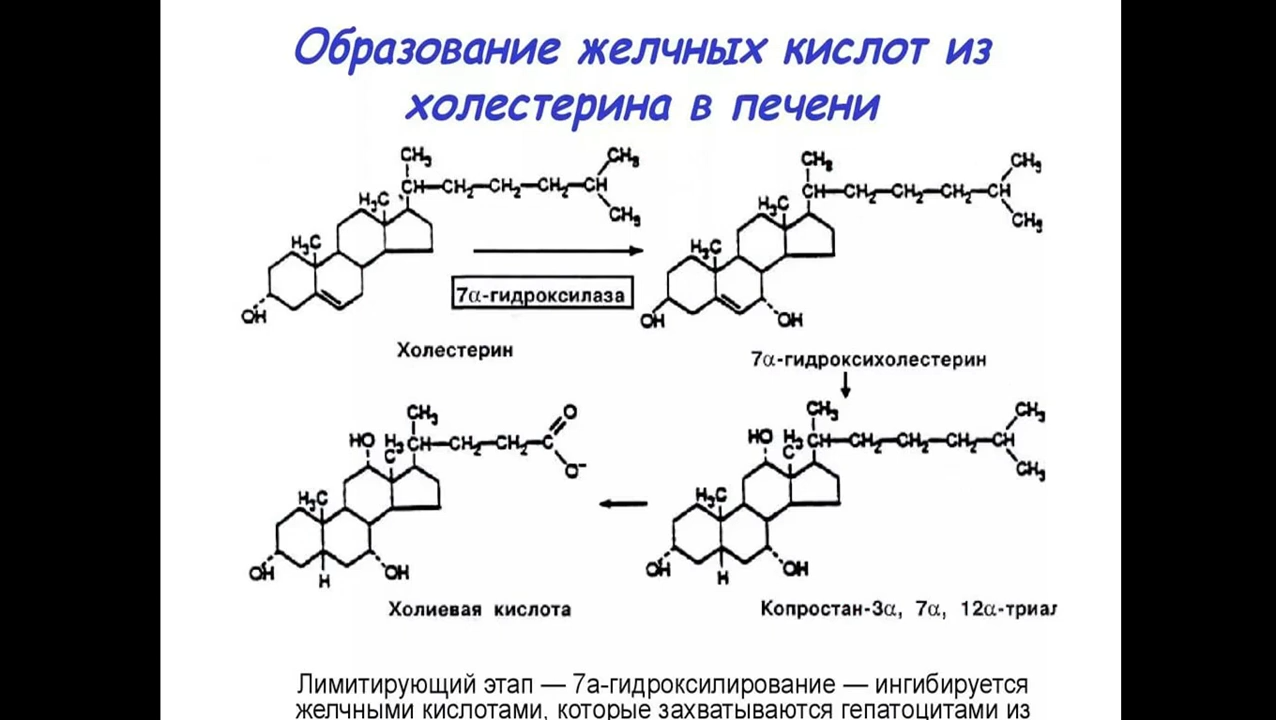 Образование желчных кислот из
холестерина в печени
CH₃
CH—CH₂—CH₂—CH₂—CH
CH₃
CH₃
H₃C
H₃C
OH
7α-гидроксилаза
Холестерин
CH₃
CH—CH₂—CH₂—CH₂—CH
CH₃
CH₃
H₃C
H₃C
OH
OH
7α-гидроксихолестерин
CH₃
CH—CH₂—CH₂—C
O
O⁻
HO
H₃C
H₃C
OH
H
OH
Холиевая кислота
CH₃
CH—CH₂—CH₂—CH₂—CH
CH₃
CH₃
HO
H₃C
H₃C
OH
H
OH
Копростан-3α, 7α, 12α-триал
Лимитирующий этап — 7а-гидроксилирование — ингибируется
желчными кислотами, которые захватываются гепатоцитами из